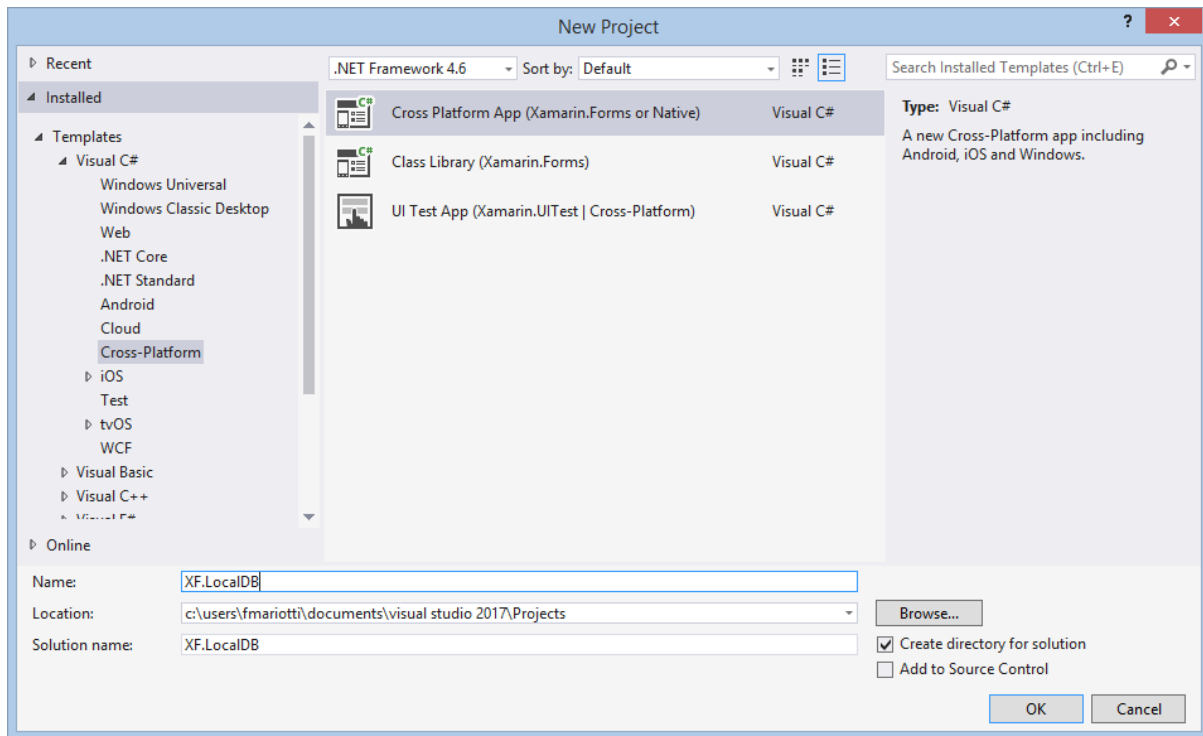 New Project
?
Recent
Installed
Templates
Visual C#
Windows Universal
Windows Classic Desktop
Web
.NET Core
.NET Standard
Android
Cloud
Cross-Platform
iOS
Test
tvOS
WCF
Visual Basic
Visual C++
Visual F#
Online
.NET Framework 4.6
Sort by: Default
Search Installed Templates (Ctrl+E)
C# Cross Platform App (Xamarin.Forms or Native) Visual C#
C# Class Library (Xamarin.Forms) Visual C#
UI Test App (Xamarin.UITest | Cross-Platform) Visual C#
Type: Visual C#
A new Cross-Platform app including
Android, iOS and Windows.
Name: XF.LocalDB
Location: c:\users\fmariotti\documents\visual studio 2017\Projects
Browse...
Solution name: XF.LocalDB
Create directory for solution
Add to Source Control
OK
Cancel